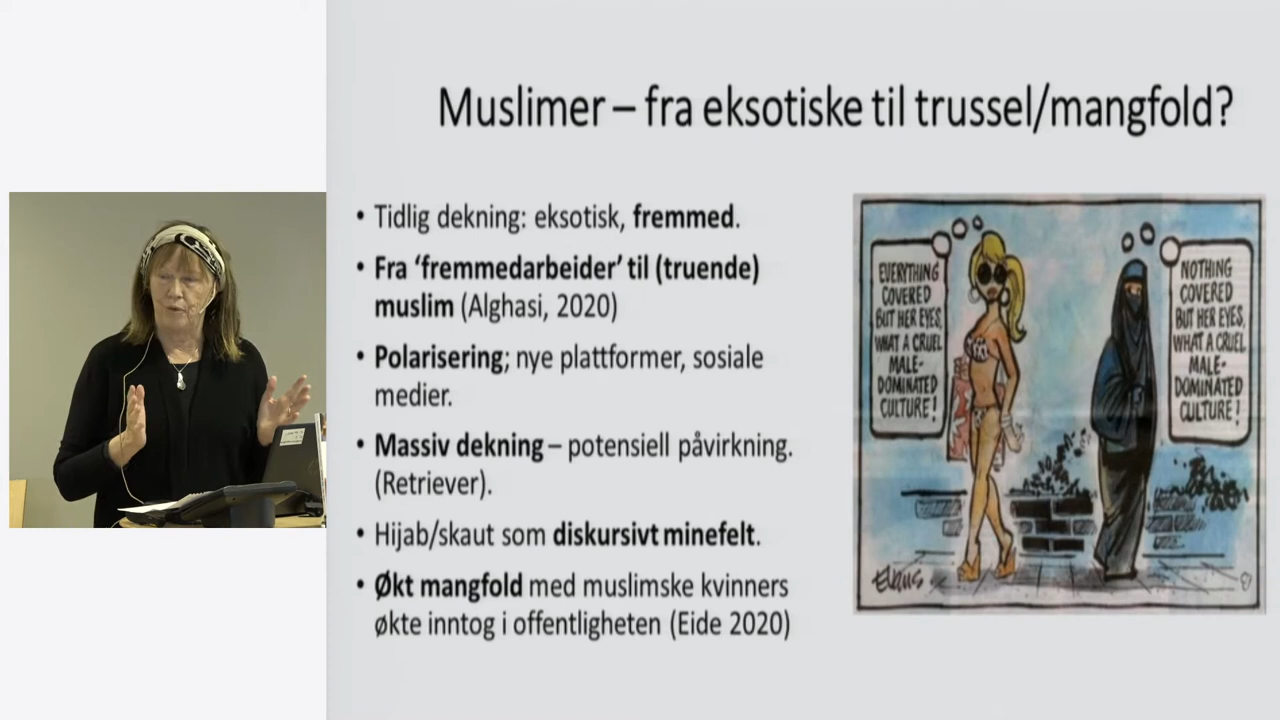 Muslimer – fra eksotiske til trussel/mangfold?
• Tidlig dekning: eksotisk, fremmed.
• Fra ‘fremmedarbeider’ til (truende)
muslim (Alghasi, 2020)
• Polarisering; nye plattformer, sosiale
medier.
• Massiv dekning – potensiell påvirkning.
(Retriever).
• Hijab/skaut som diskursivt minefelt.
• Økt mangfold med muslimske kvinners
økte inntog i offentligheten (Eide 2020)
EVERYTHING
COVERED
BUT HER EYES,
WHAT A CRUEL
MALE-
DOMINATED
CULTURE!
NOTHING
COVERED
BUT HER EYES,
WHAT A CRUEL
MALE-
DOMINATED
CULTURE!
Evans